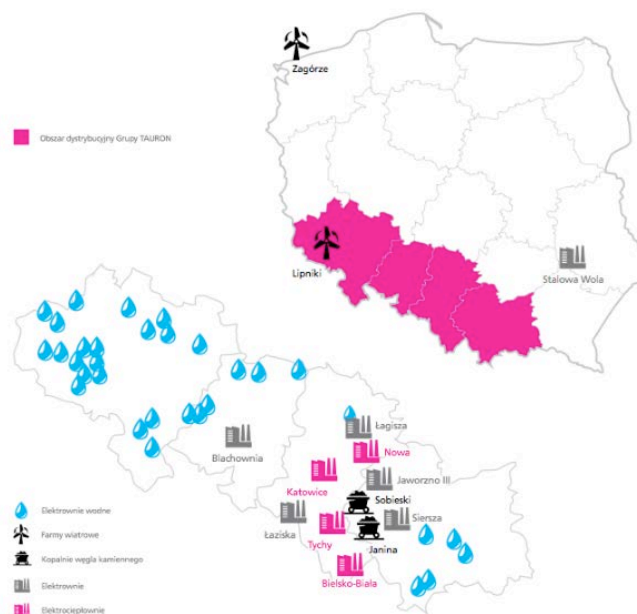 Zagórze
Obszar dystrybucyjny Grupy TAURON
Lipniki
Stalowa Wola
Łagisza
Blachownia
Nowa
Katowice
Jaworzno III
Sobieski
Elektrownie wodne
Łaziska
Siersza
Farmy wiatrowe
Tychy
Janina
Kopalnie węgla kamiennego
Bielsko-Biała
Elektrownie
Elektrociepłownie